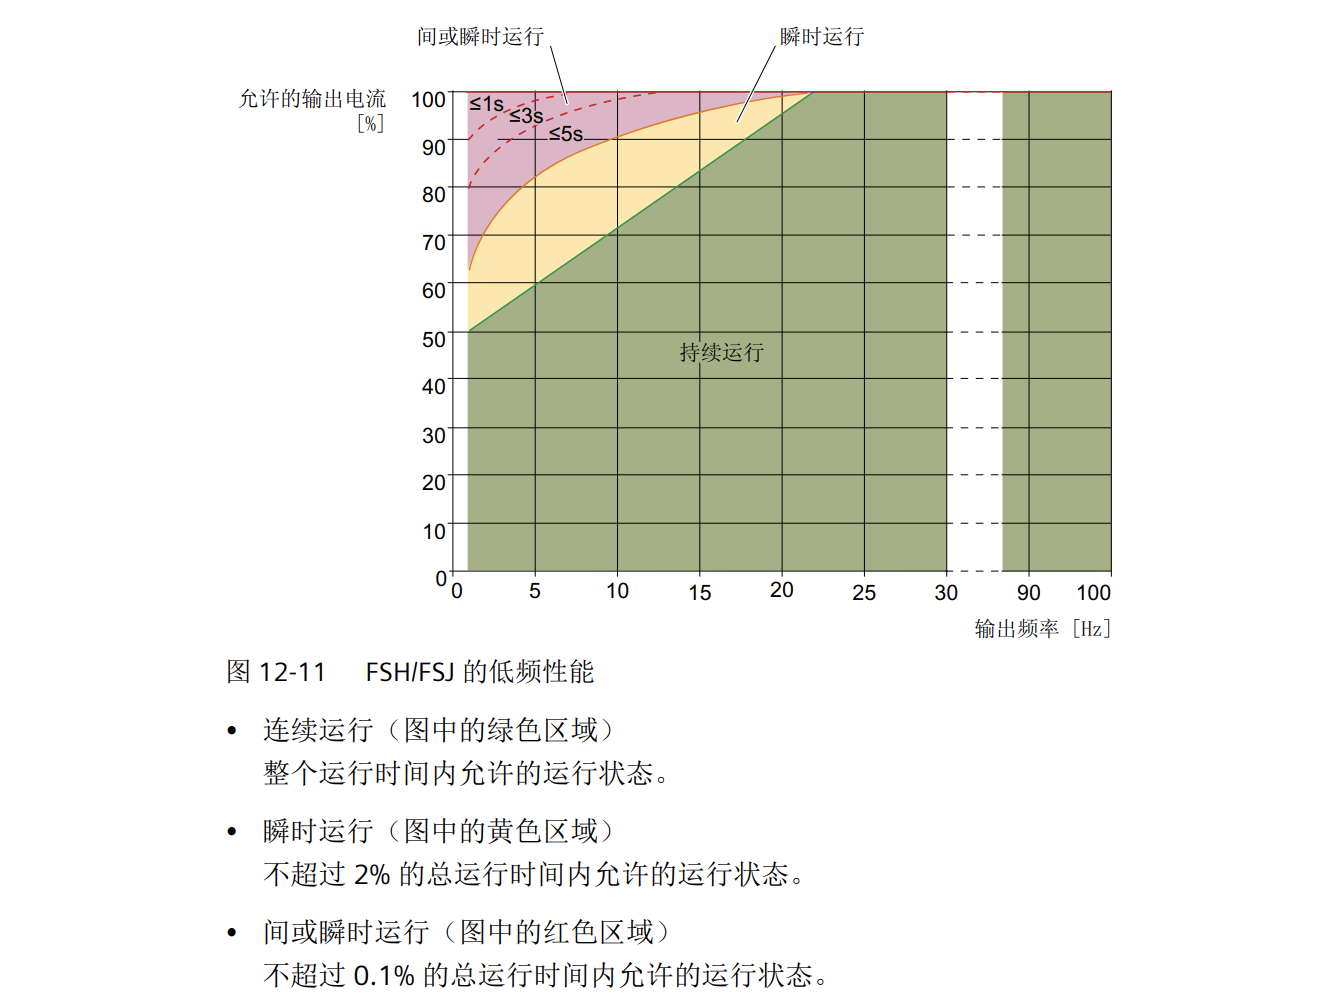 间或瞬时运行
瞬时运行
允许的输出电流
[%]
100
90
80
70
60
50
40
30
20
10
0
≤1s
≤3s
≤5s
持续运行
0 5 10 15 20 25 30 90 100
输出频率 [Hz]
图 12-11 FSH/FSJ 的低频性能
• 连续运行（图中的绿色区域）
整个运行时间内允许的运行状态。
• 瞬时运行（图中的黄色区域）
不超过 2% 的总运行时间内允许的运行状态。
• 间或瞬时运行（图中的红色区域）
不超过 0.1% 的总运行时间内允许的运行状态。